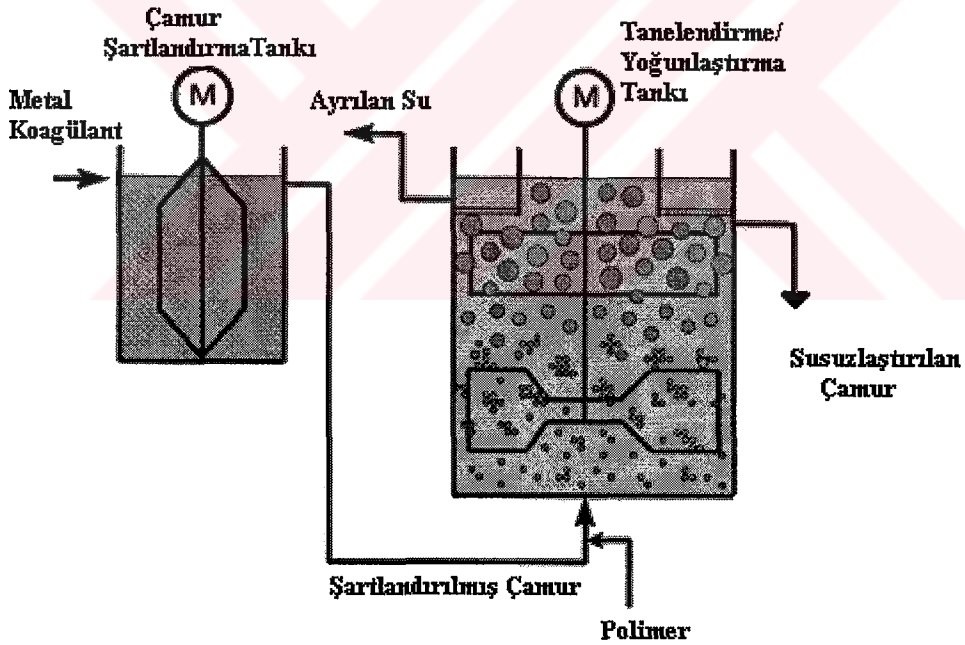 Çamur
ŞartlandırmaTankı
M
Metal
Koagülant
Ayrılan Su
Tanelendirme/
Yoğunlaştırma
Tankı
M
Susuzlaştırılan
Çamur
Şartlandırılmış Çamur
Polimer